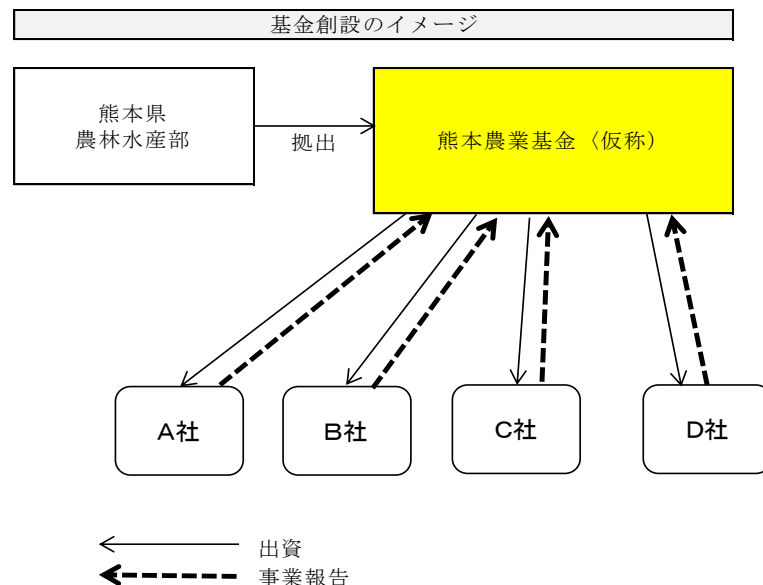 基金創設のイメージ
熊本県
農林水産部
拠出
熊本農業基金（仮称）
A社
B社
C社
D社
出資
事業報告